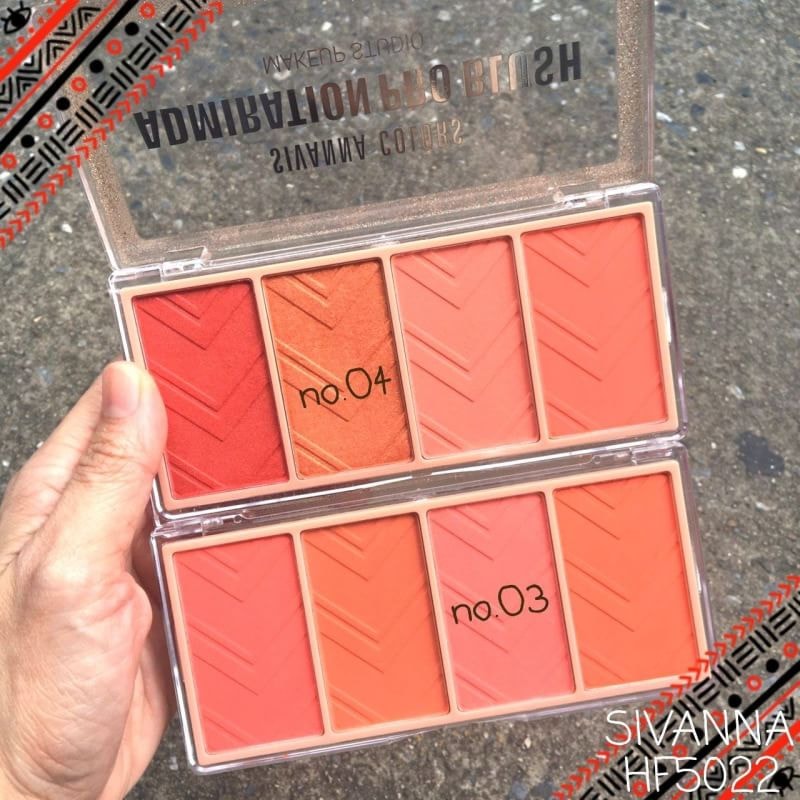 MAKEUP STUDIO
ADMIRATION PRO BLUSH
SIVANNA COLORS
no.04
no.03
SIVANNA
HF5022